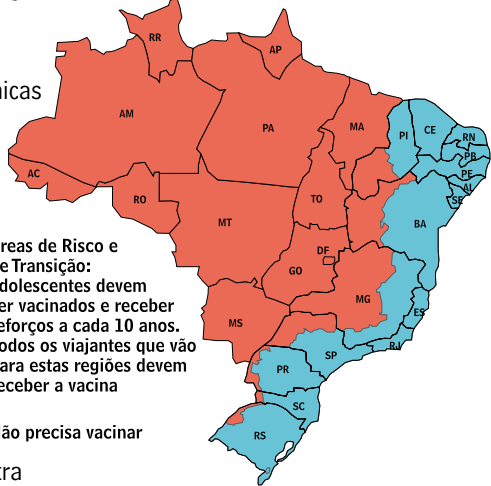 RR
AP
nicas
AM
PA
MA
PI
CE
RN
PB
PE
AL
SE
AC
RO
TO
MT
BA
reas de Risco e
e Transição:
dolescentes devem
er vacinados e receber
eforços a cada 10 anos.
odos os viajantes que vão
ara estas regiões devem
eceber a vacina
DF
GO
MG
ES
MS
SP
RJ
PR
SC
RS
ão precisa vacinar
tra